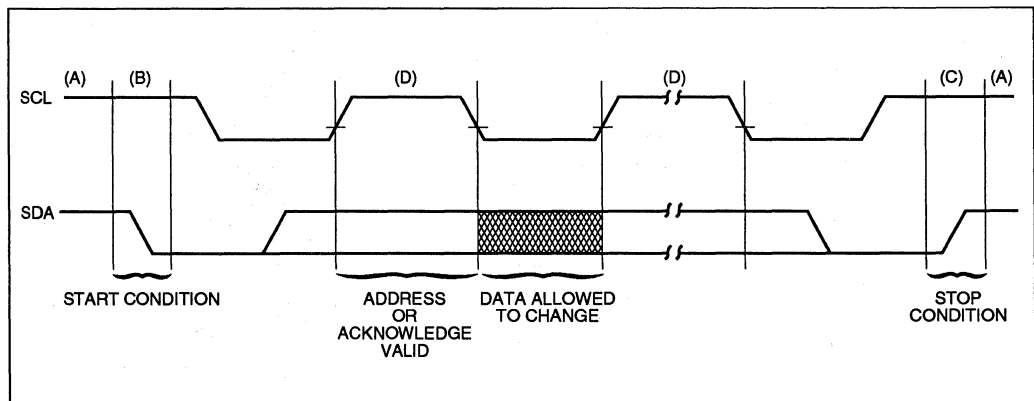 (A) (B) (D) (D) (C) (A)
SCL
SDA
START CONDITION
ADDRESS
OR
ACKNOWLEDGE
VALID
DATA ALLOWED
TO CHANGE
STOP
CONDITION